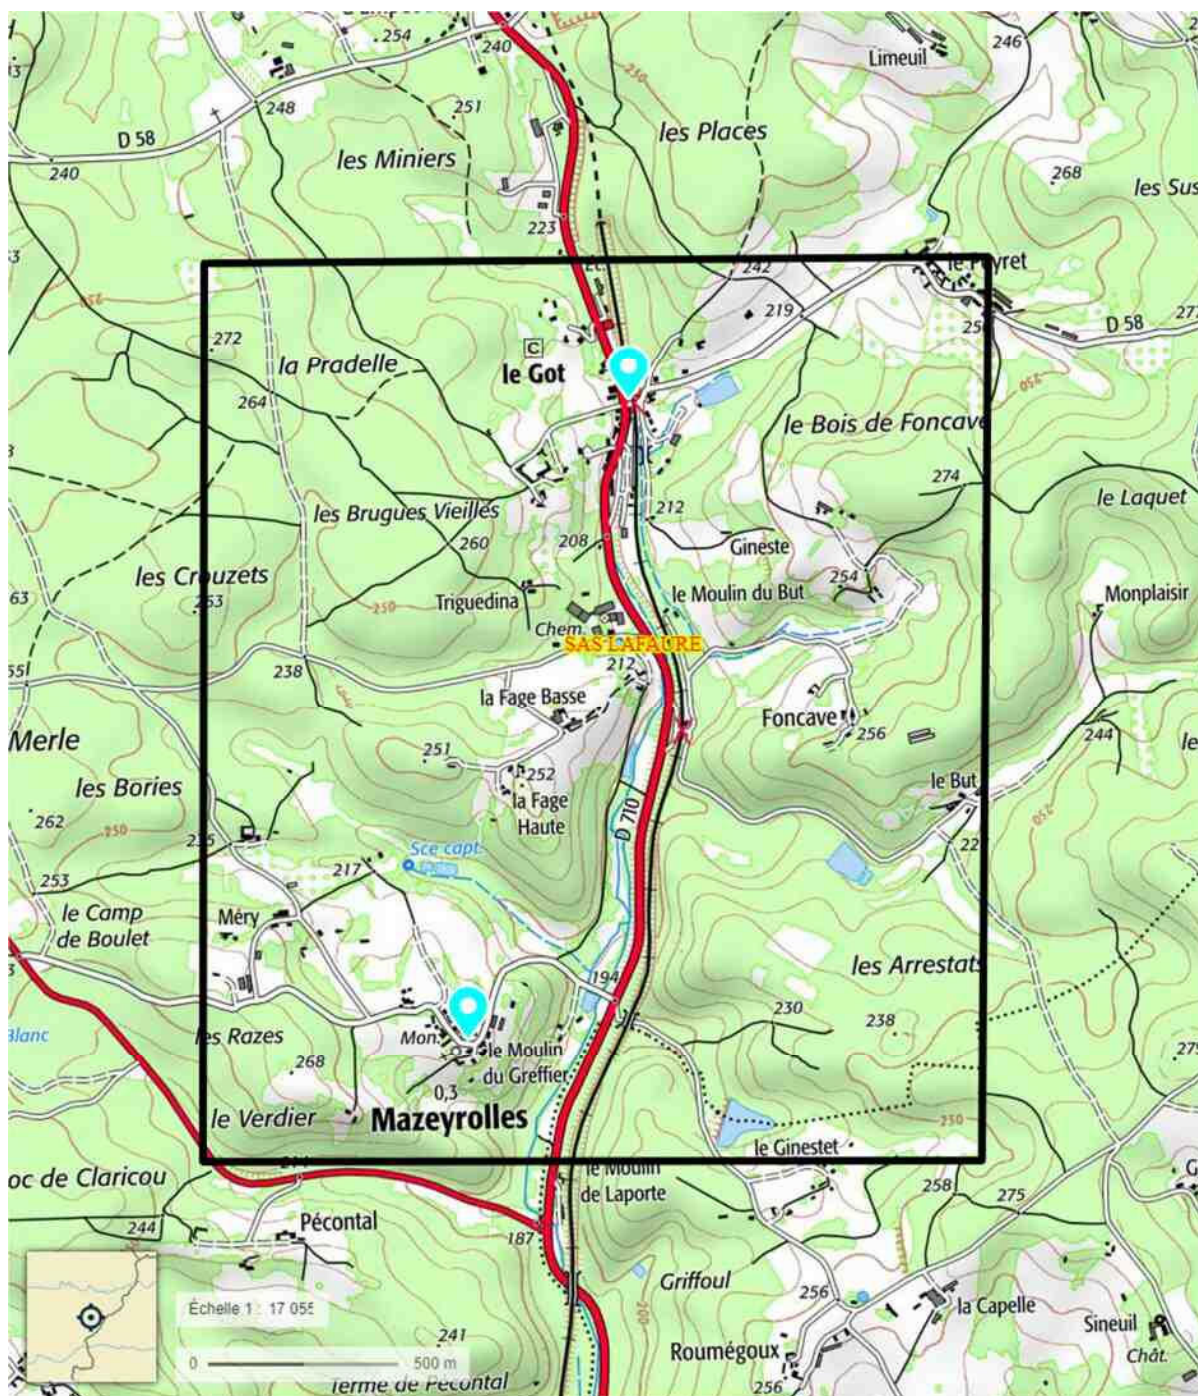 254
240
Limeuil
246
251
250
les Places
248
D 58
les Miniers
240
268
les Sus
223
242
le Peyret
250
219
D 58
272
C
la Pradelle
le Got
250
264
le Bois de Foncave
274
le Laquet
les Brugues Vieilles
212
260
208
Gineste
les Crouzets
253
250
Triguedina
254
le Moulin du But
Monplaisir
Chem.
SAS LAFAURE
238
212
la Fage Basse
Foncave
256
Merle
244
251
252
les Bories
la Fage
Haute
D 710
le But
262
250
250
Sce capt.
217
253
Méry
le Camp
de Boulet
les Arrestats
194
230
238
Blanc
les Razes
Mon.
le Moulin
du Greffier
268
0,3
250
le Verdier
Mazeyrolles
le Ginestet
oc de Claricou
le Moulin
de Laporte
258
275
244
Pécontal
187
Griffoul
256
la Capelle
Échelle 1 : 17 055
200
Sineuil
241
Roumégoux
Chât.
0
500 m
256
Terme de Pécontal